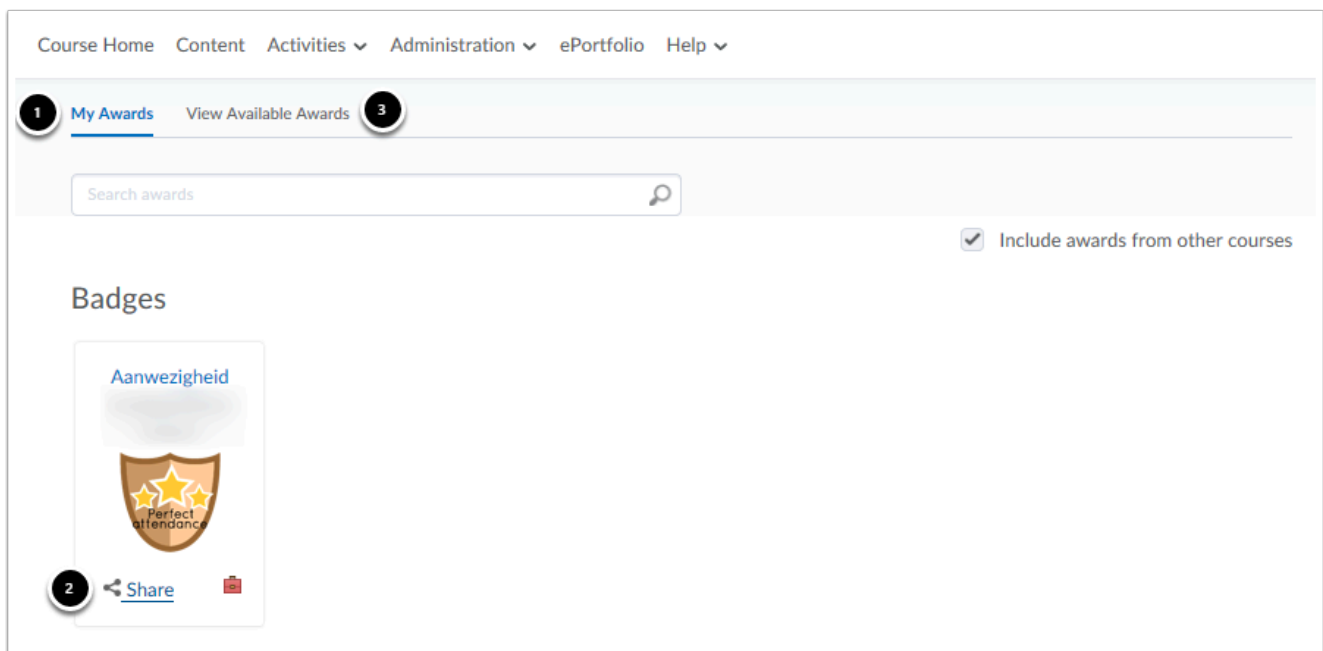 Course Home Content Activities Administration ePortfolio Help
1 My Awards View Available Awards 3
Search awards
Include awards from other courses
Badges
Aanwezigheid
Perfect
attendance
2 Share